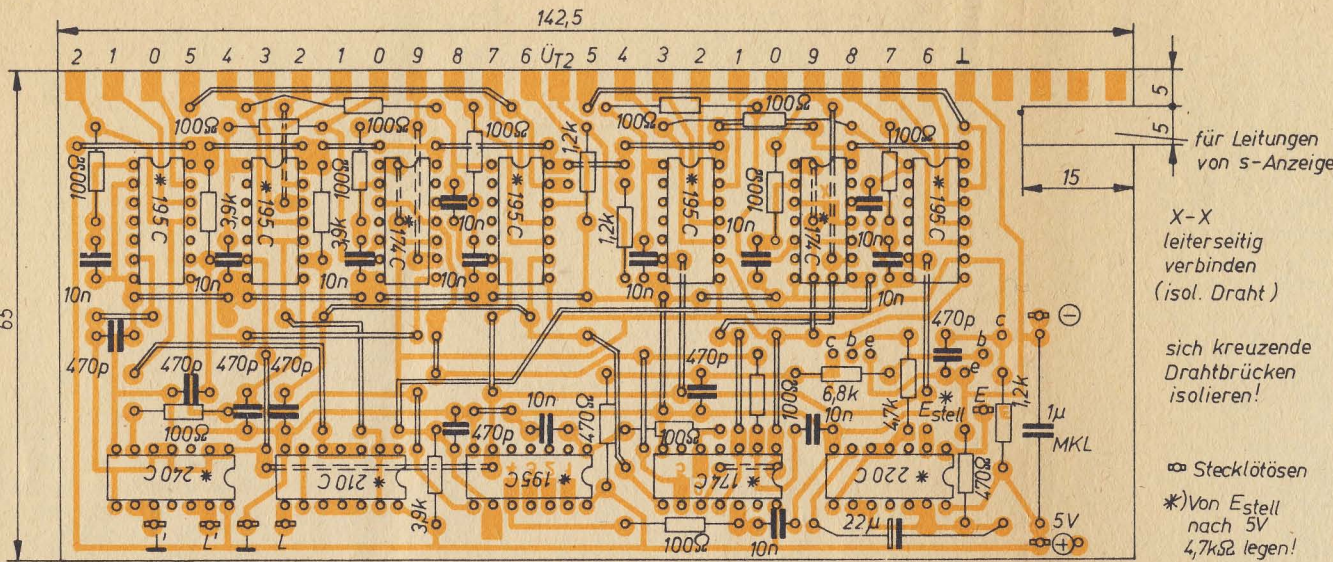 142,5
2 1 0 5 4 3 2 1 0 9 8 7 6 ÜT2 5 4 3 2 1 0 9 8 7 6 ⊥
65
5
5
15
für Leitungen
von s-Anzeige
100Ω 100Ω 100Ω 100Ω 1,2k 100Ω 100Ω 100Ω
100Ω 3,9k 3,9k 100Ω 1,2k 100Ω
* 195C
* 195C
* 174C
* 195C
* 195C
* 174C
* 195C
10n 10n 10n 10n 10n 10n 10n 10n 10n 10n
X-X
leiterseitig
verbinden
(isol. Draht)
sich kreuzende
Drahtbrücken
isolieren!
470p 470p 470p 470p 470p 470p 470p
c b e
c
b
e
6,8k
4,7k
*
Estell
E
1,2k
1µ
MKL
100Ω 470p 10n 470Ω 100Ω 100Ω 10n
240C *
210C *
195C *
174C *
220C *
3,9k
100Ω
10n
22µ
470Ω
5V
⊖
⊕
Stecklötösen
*)Von Estell
nach 5V
4,7kΩ legen!